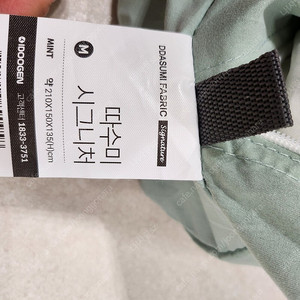 DDASUMI FABRIC Signature
따수미
시그니처
M
MINT 약 210X150X135(H)cm
IDOOGEN
고객센터 1833-3751